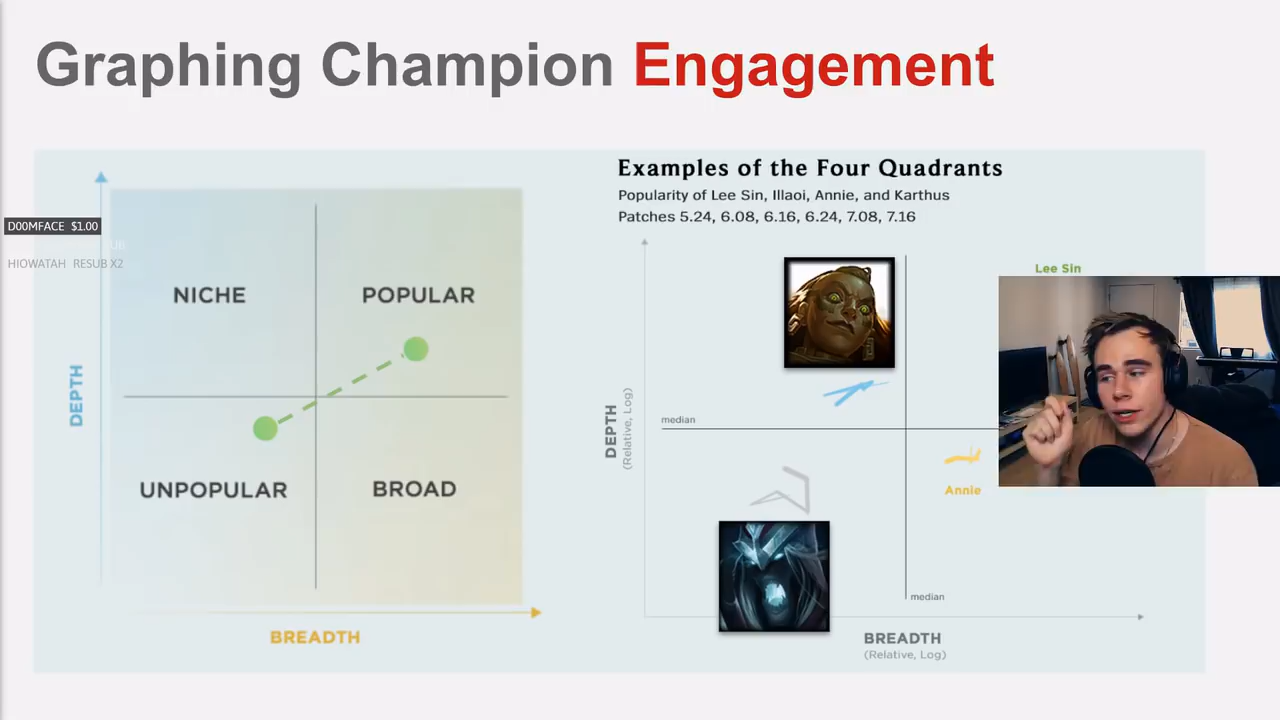 Graphing Champion Engagement
D00MFACE $1.00
HIOWATAH RESUB X2
NICHE
POPULAR
UNPOPULAR
BROAD
DEPTH
BREADTH
Examples of the Four Quadrants
Popularity of Lee Sin, Illaoi, Annie, and Karthus
Patches 5.24, 6.08, 6.16, 6.24, 7.08, 7.16
Lee Sin
median
DEPTH
(Relative, Log)
Annie
median
BREADTH
(Relative, Log)